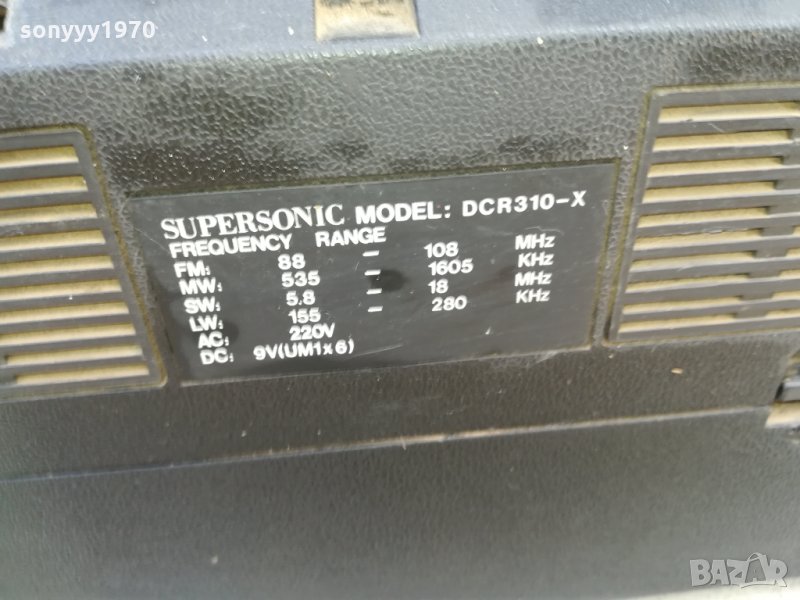 sonyyy1970
SUPERSONIC MODEL: DCR310-X
FREQUENCY RANGE
FM: 88 - 108 MHz
MW: 535 - 1605 KHz
SW: 5.8 - 18 MHz
LW: 155 - 280 KHz
AC: 220V
DC: 9V(UM1x6)
BAZAR